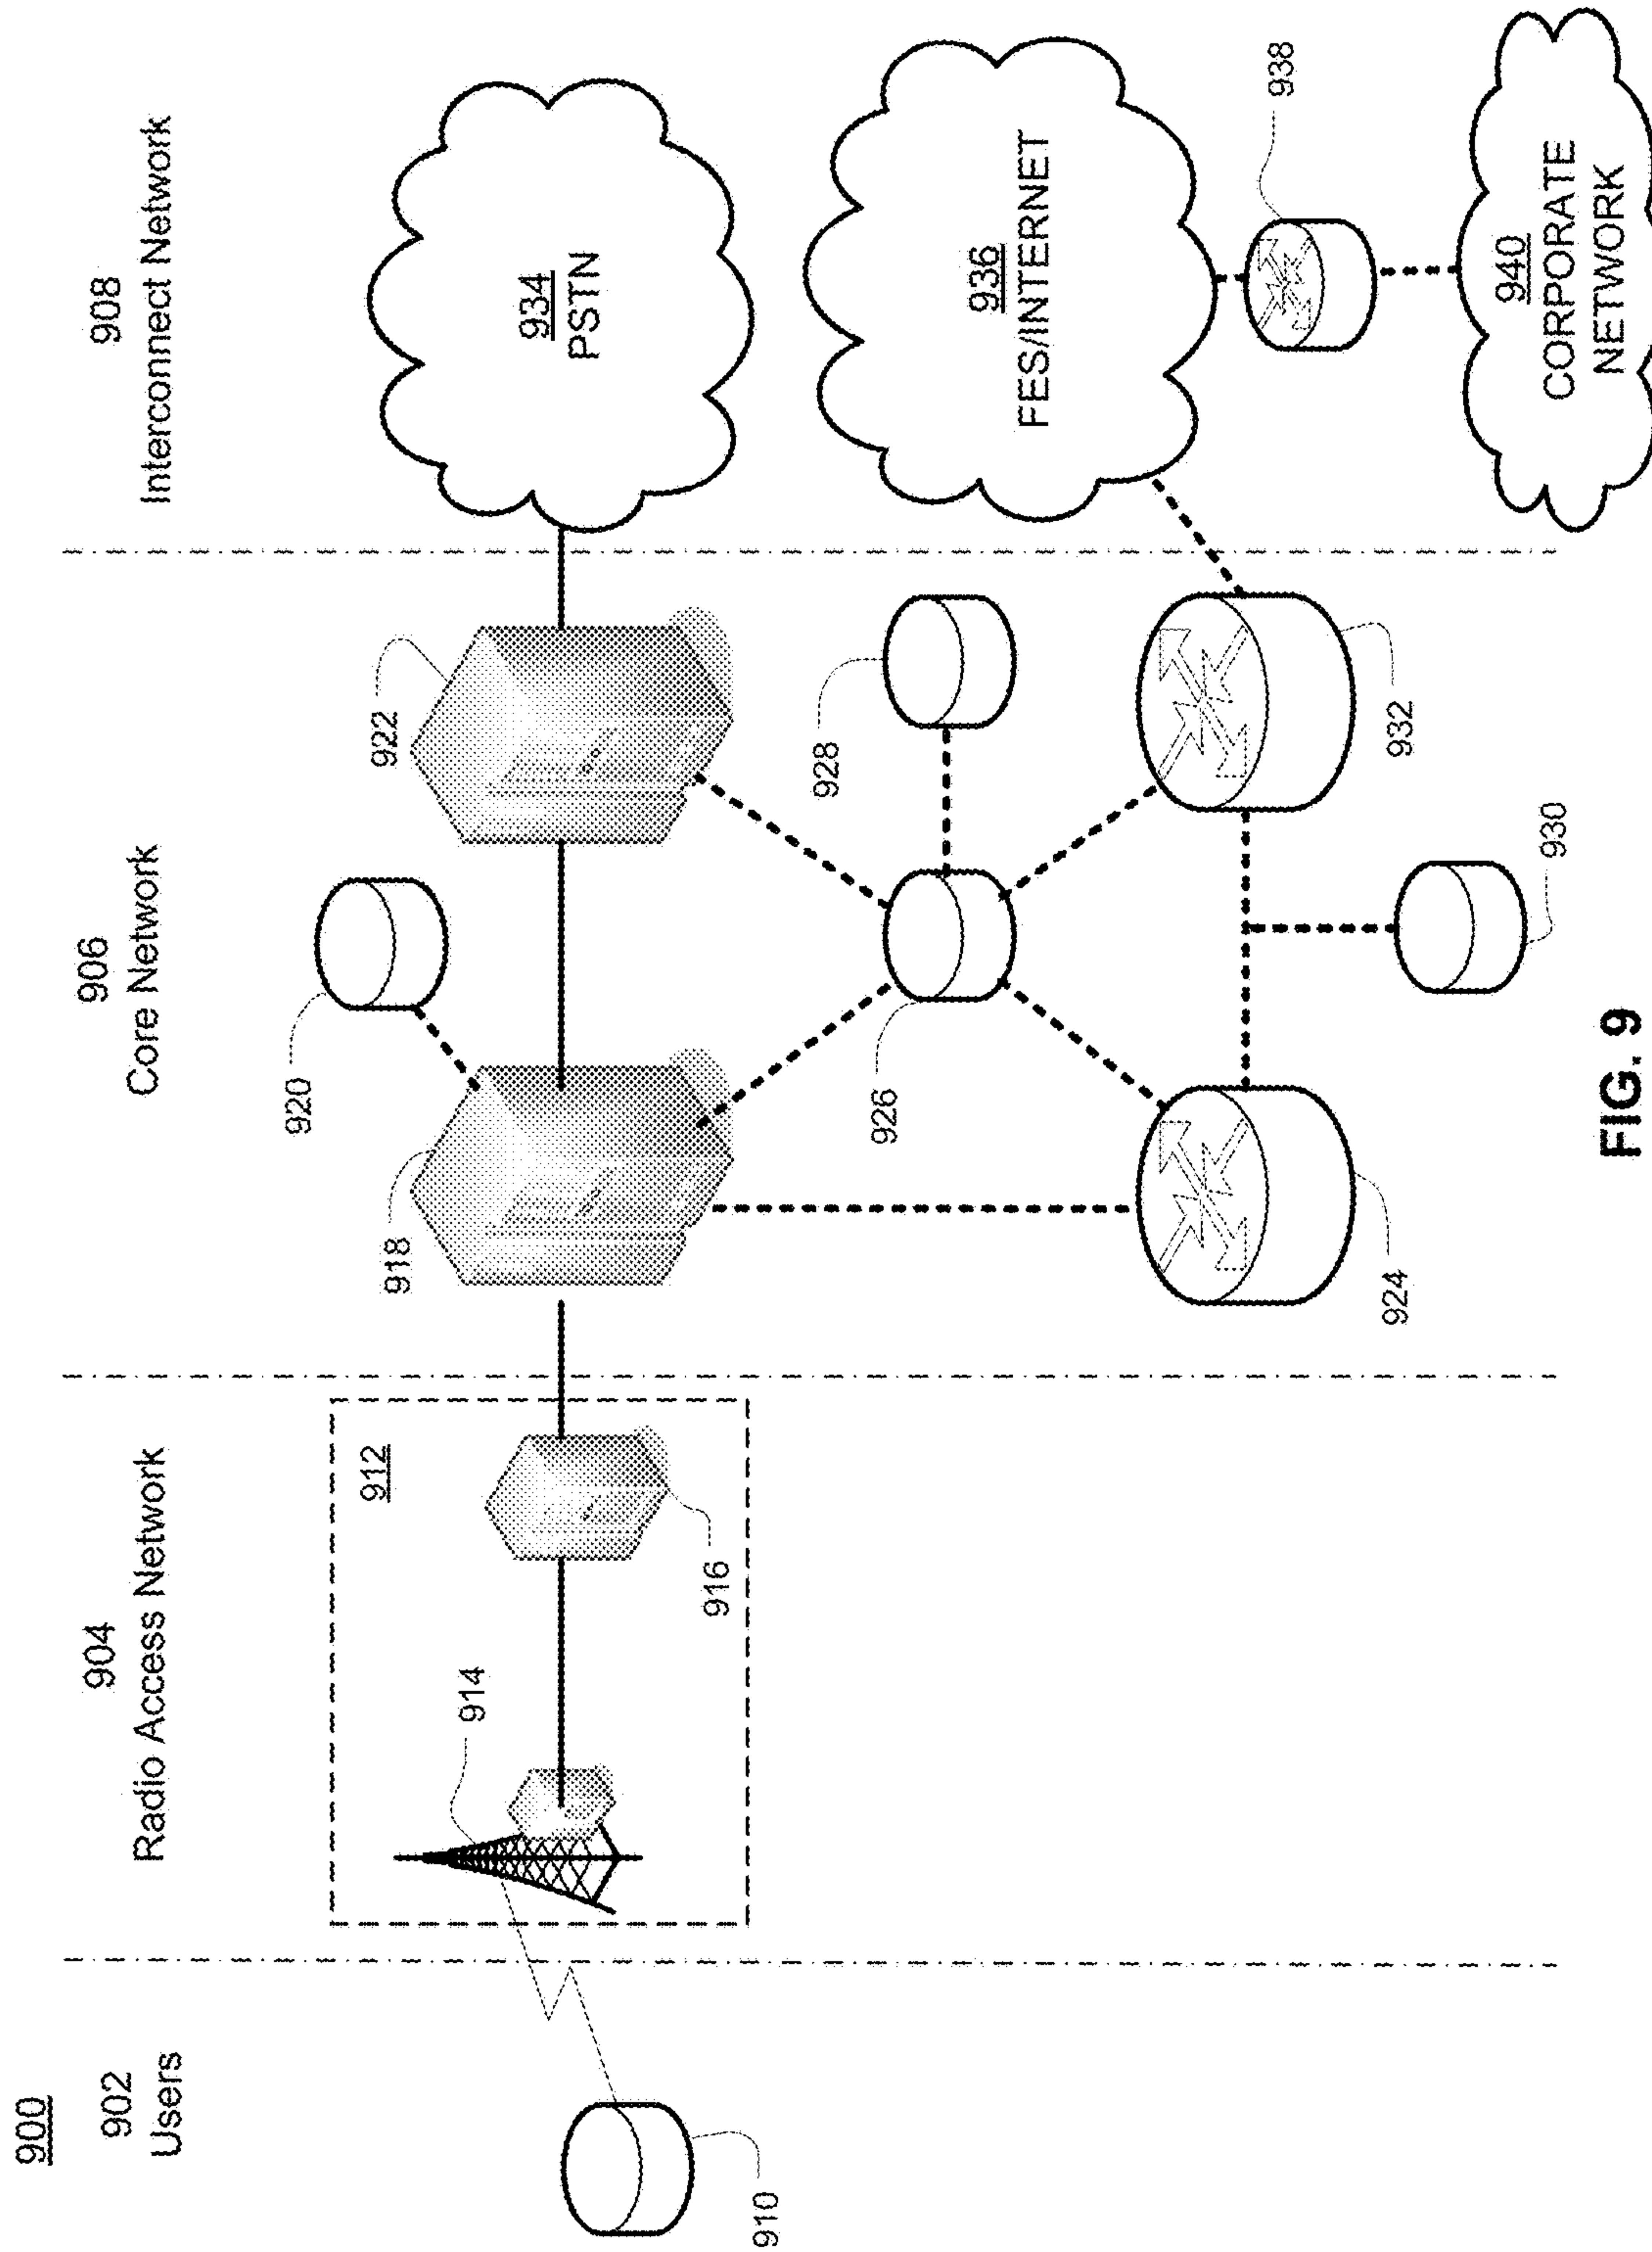 900
902
Users
904
Radio Access Network
906
Core Network
908
Interconnect Network
910
912
914
916
918
920
922
924
926
928
930
932
934
PSTN
936
FES/INTERNET
938
940
CORPORATE
NETWORK
FIG. 9